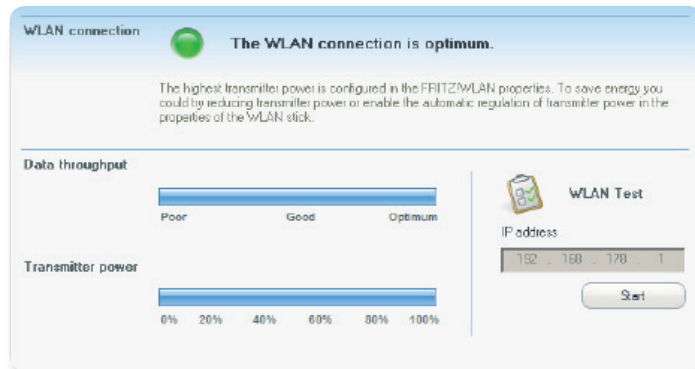 WLAN connection
The WLAN connection is optimum.
The highest transmitter power is configured in the FRITZ!WLAN properties. To save energy you
could by reducing transmitter power or enable the automatic regulation of transmitter power in the
properties of the WLAN stick.
Data throughput
Poor Good Optimum
WLAN Test
IP address
192 . 168 . 178 . 1
Transmitter power
Start
0% 20% 40% 60% 80% 100%